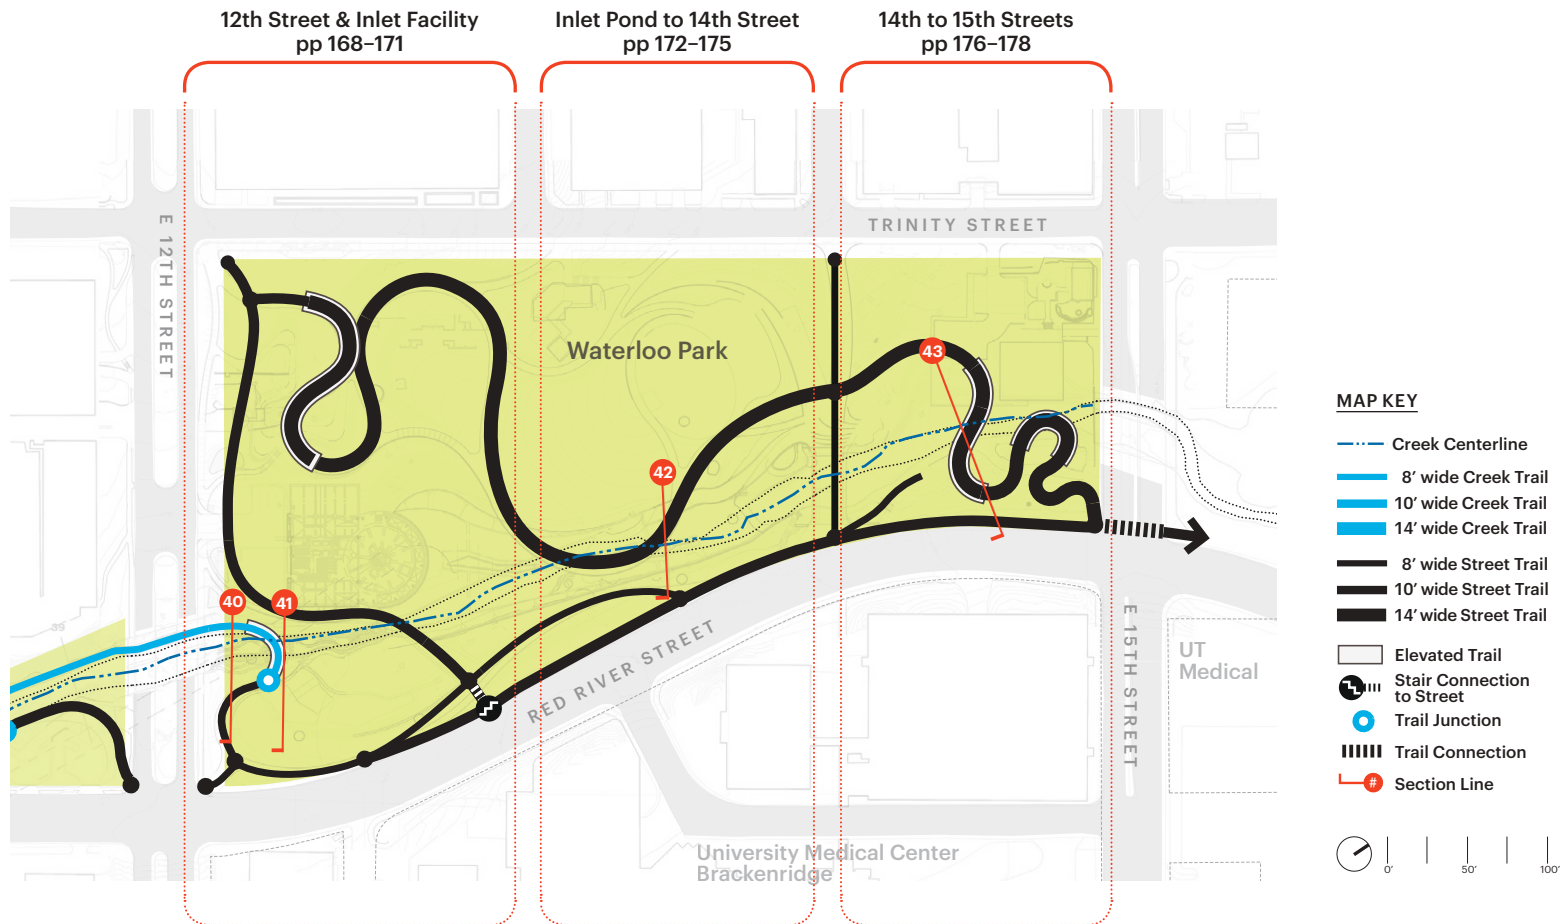 12th Street & Inlet Facility
pp 168–171
Inlet Pond to 14th Street
pp 172–175
14th to 15th Streets
pp 176–178
E 12TH STREET
TRINITY STREET
Waterloo Park
43
42
40
41
39
RED RIVER STREET
E 15TH STREET
UT
Medical
University Medical Center
Brackenridge
MAP KEY
Creek Centerline
8’ wide Creek Trail
10’ wide Creek Trail
14’ wide Creek Trail
8’ wide Street Trail
10’ wide Street Trail
14’ wide Street Trail
Elevated Trail
Stair Connection
to Street
Trail Junction
Trail Connection
# Section Line
0’ 50’ 100’